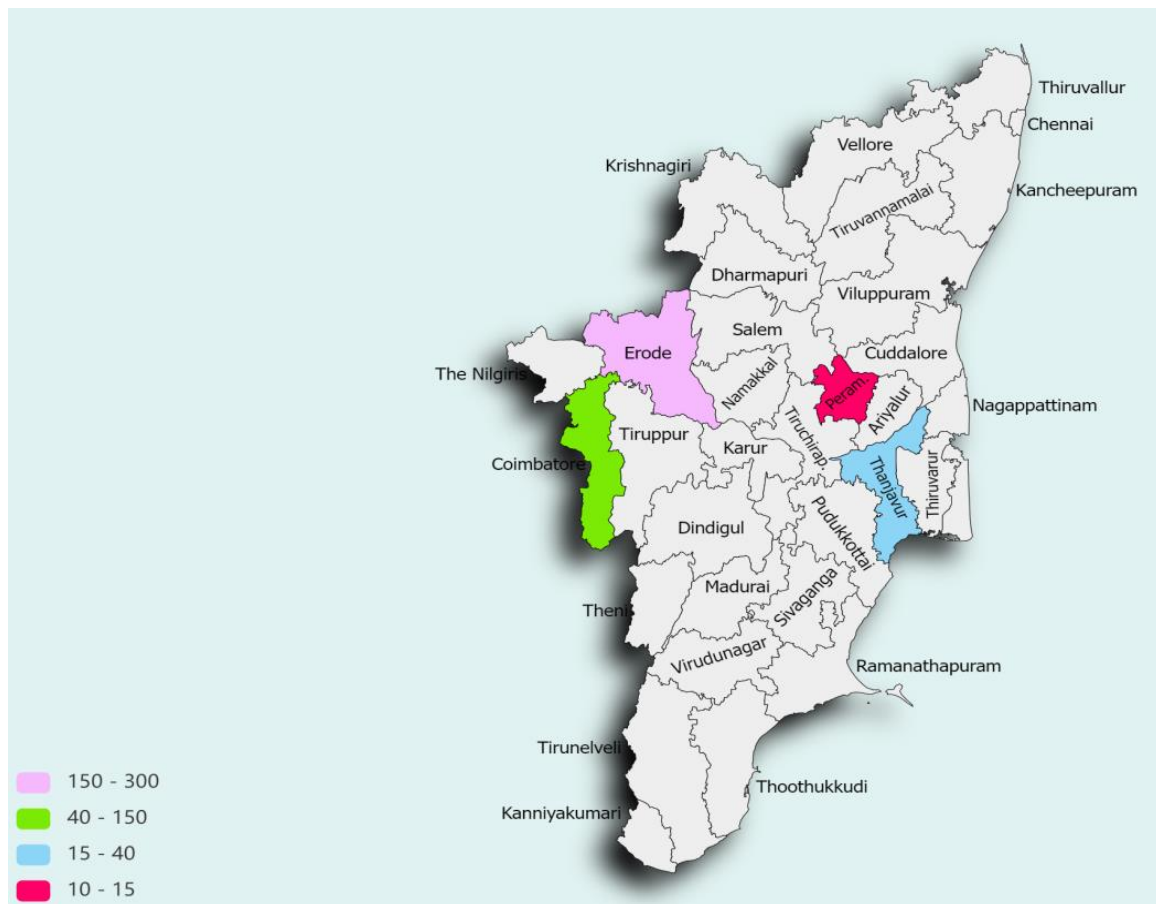 Thiruvallur
Chennai
Vellore
Krishnagiri
Kancheepuram
Tiruvannamalai
Dharmapuri
Viluppuram
Salem
Erode
Cuddalore
The Nilgiris
Namakkal
Peram.
Ariyalur
Nagappattinam
Tiruppur
Karur
Tiruchirap.
Coimbatore
Thanjavur
Thiruvarur
Dindigul
Pudukkottai
Madurai
Sivaganga
Theni
Virudunagar
Ramanathapuram
Tirunelveli
Thoothukkudi
Kanniyakumari
150 - 300
40 - 150
15 - 40
10 - 15